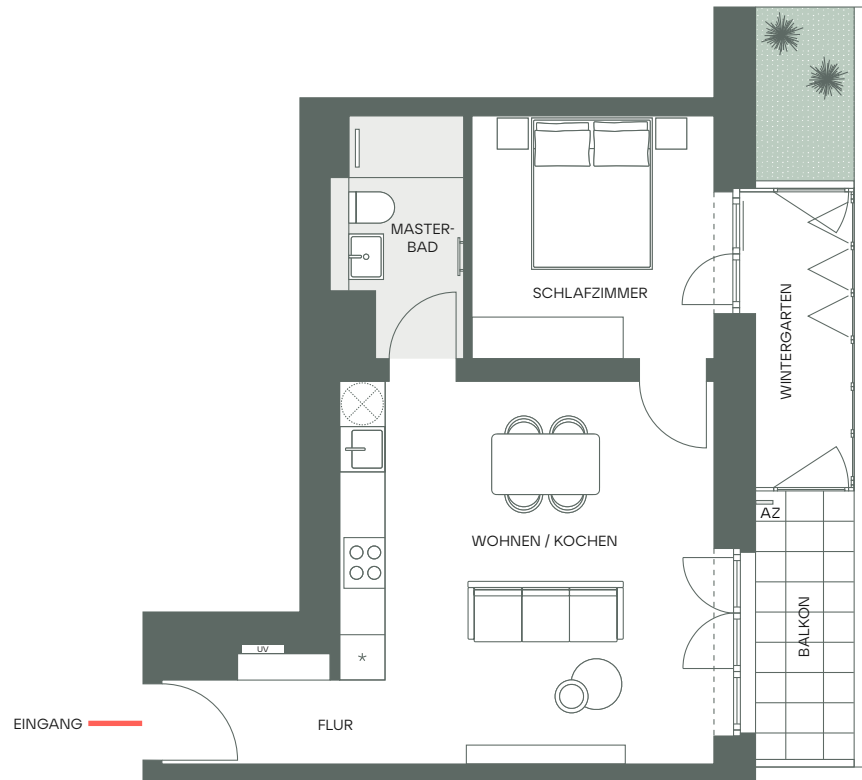 MASTER-
BAD
SCHLAFZIMMER
WINTERGARTEN
AZ
WOHNEN / KOCHEN
BALKON
UV
*
EINGANG
FLUR